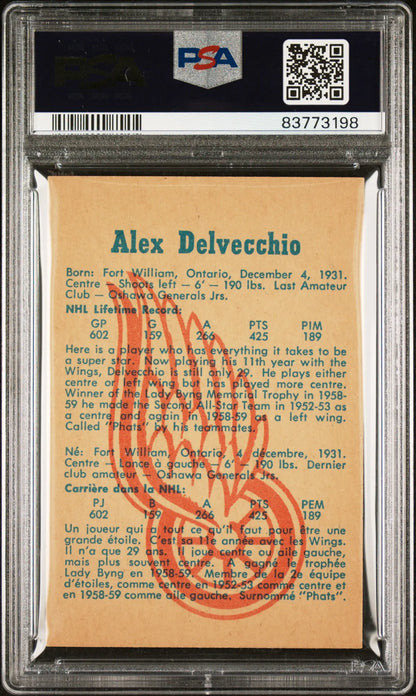 PSA
PSA
83773198
Alex Delvecchio
Born: Fort William, Ontario, December 4, 1931.
Centre — Shoots left — 6' — 190 lbs. Last Amateur
Club — Oshawa Generals Jrs.
NHL Lifetime Record:
GP G A PTS PIM
602 159 266 425 189
Here is a player who has everything it takes to be
a super star. Now playing his 11th year with the
Wings, Delvecchio is still only 29. He plays either
centre or left wing but has played more centre.
Winner of the Lady Byng Memorial Trophy in 1958-
59 he made the Second All-Star Team in 1952-53 as
a centre and again in 1958-59 as a left wing.
Called "Phats" by his teammates.
Né: Fort William, Ontario, 4 décembre, 1931.
Centre — Lance à gauche — 6' — 190 lbs. Dernier
club amateur — Oshawa Generals Jrs.
Carrière dans la NHL:
PJ B A PTS PEM
602 159 266 425 189
Un joueur qui a tout ce qu'il faut pour être une
grande étoile. C'est sa 11e année avec les Wings.
Il n'a que 29 ans. Il joue centre ou aile gauche,
mais plus souvent centre. A gagné le trophée
Lady Byng en 1958-59. Membre de la 2e équipe
d'étoiles, comme centre en 1952-53 comme centre et
en 1958-59 comme aile gauche. Surnommé "Phats".
PSA